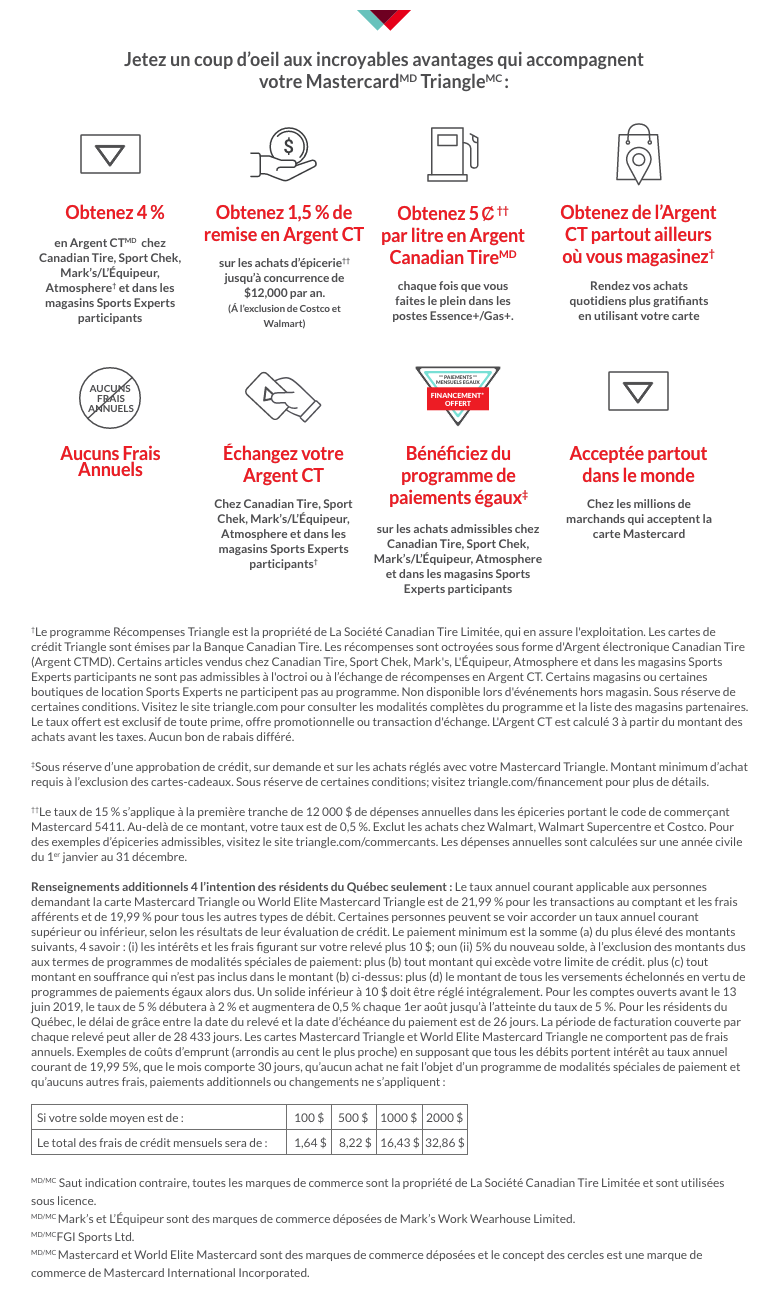 Jetez un coup d’oeil aux incroyables avantages qui accompagnent
votre Mastercardᴹᴰ Triangleᴹᶜ :
Obtenez 4 %
en Argent CTᴹᴰ chez
Canadian Tire, Sport Chek,
Mark’s/L’Équipeur,
Atmosphere† et dans les
magasins Sports Experts
participants
Obtenez 1,5 % de
remise en Argent CT
sur les achats d’épicerie††
jusqu’à concurrence de
$12,000 par an.
(Á l’exclusion de Costco et
Walmart)
Obtenez 5 ₵ ††
par litre en Argent
Canadian Tireᴹᴰ
chaque fois que vous
faites le plein dans les
postes Essence+/Gas+.
Obtenez de l’Argent
CT partout ailleurs
où vous magasinez†
Rendez vos achats
quotidiens plus gratifiants
en utilisant votre carte
AUCUNS
FRAIS
ANNUELS
Aucuns Frais
Annuels
Échangez votre
Argent CT
Chez Canadian Tire, Sport
Chek, Mark’s/L’Équipeur,
Atmosphere et dans les
magasins Sports Experts
participants†
PAIEMENTS
MENSUELS EGAUX
FINANCEMENT*
OFFERT
Bénéficiez du
programme de
paiements égaux‡
sur les achats admissibles chez
Canadian Tire, Sport Chek,
Mark’s/L’Équipeur, Atmosphere
et dans les magasins Sports
Experts participants
Acceptée partout
dans le monde
Chez les millions de
marchands qui acceptent la
carte Mastercard
†Le programme Récompenses Triangle est la propriété de La Société Canadian Tire Limitée, qui en assure l'exploitation. Les cartes de
crédit Triangle sont émises par la Banque Canadian Tire. Les récompenses sont octroyées sous forme d'Argent électronique Canadian Tire
(Argent CTMD). Certains articles vendus chez Canadian Tire, Sport Chek, Mark's, L'Équipeur, Atmosphere et dans les magasins Sports
Experts participants ne sont pas admissibles à l'octroi ou à l’échange de récompenses en Argent CT. Certains magasins ou certaines
boutiques de location Sports Experts ne participent pas au programme. Non disponible lors d'événements hors magasin. Sous réserve de
certaines conditions. Visitez le site triangle.com pour consulter les modalités complètes du programme et la liste des magasins partenaires.
Le taux offert est exclusif de toute prime, offre promotionnelle ou transaction d'échange. L'Argent CT est calculé 3 à partir du montant des
achats avant les taxes. Aucun bon de rabais différé.
‡Sous réserve d’une approbation de crédit, sur demande et sur les achats réglés avec votre Mastercard Triangle. Montant minimum d’achat
requis à l’exclusion des cartes-cadeaux. Sous réserve de certaines conditions; visitez triangle.com/financement pour plus de détails.
††Le taux de 15 % s’applique à la première tranche de 12 000 $ de dépenses annuelles dans les épiceries portant le code de commerçant
Mastercard 5411. Au-delà de ce montant, votre taux est de 0,5 %. Exclut les achats chez Walmart, Walmart Supercentre et Costco. Pour
des exemples d’épiceries admissibles, visitez le site triangle.com/commercants. Les dépenses annuelles sont calculées sur une année civile
du 1er janvier au 31 décembre.
Renseignements additionnels 4 l’intention des résidents du Québec seulement : Le taux annuel courant applicable aux personnes
demandant la carte Mastercard Triangle ou World Elite Mastercard Triangle est de 21,99 % pour les transactions au comptant et les frais
afférents et de 19,99 % pour tous les autres types de débit. Certaines personnes peuvent se voir accorder un taux annuel courant
supérieur ou inférieur, selon les résultats de leur évaluation de crédit. Le paiement minimum est la somme (a) du plus élevé des montants
suivants, 4 savoir : (i) les intérêts et les frais figurant sur votre relevé plus 10 $; oun (ii) 5% du nouveau solde, à l’exclusion des montants dus
aux termes de programmes de modalités spéciales de paiement: plus (b) tout montant qui excède votre limite de crédit. plus (c) tout
montant en souffrance qui n’est pas inclus dans le montant (b) ci-dessus: plus (d) le montant de tous les versements échelonnés en vertu de
programmes de paiements égaux alors dus. Un solide inférieur à 10 $ doit être réglé intégralement. Pour les comptes ouverts avant le 13
juin 2019, le taux de 5 % débutera à 2 % et augmentera de 0,5 % chaque 1er août jusqu’à l’atteinte du taux de 5 %. Pour les résidents du
Québec, le délai de grâce entre la date du relevé et la date d’échéance du paiement est de 26 jours. La période de facturation couverte par
chaque relevé peut aller de 28 433 jours. Les cartes Mastercard Triangle et World Elite Mastercard Triangle ne comportent pas de frais
annuels. Exemples de coûts d’emprunt (arrondis au cent le plus proche) en supposant que tous les débits portent intérêt au taux annuel
courant de 19,99 5%, que le mois comporte 30 jours, qu’aucun achat ne fait l’objet d’un programme de modalités spéciales de paiement et
qu’aucuns autres frais, paiements additionnels ou changements ne s’appliquent :
Si votre solde moyen est de : 100 $ 500 $ 1000 $ 2000 $
Le total des frais de crédit mensuels sera de : 1,64 $ 8,22 $ 16,43 $ 32,86 $
MD/MC Saut indication contraire, toutes les marques de commerce sont la propriété de La Société Canadian Tire Limitée et sont utilisées
sous licence.
MD/MC Mark’s et L’Équipeur sont des marques de commerce déposées de Mark’s Work Wearhouse Limited.
MD/MCFGI Sports Ltd.
MD/MC Mastercard et World Elite Mastercard sont des marques de commerce déposées et le concept des cercles est une marque de
commerce de Mastercard International Incorporated.